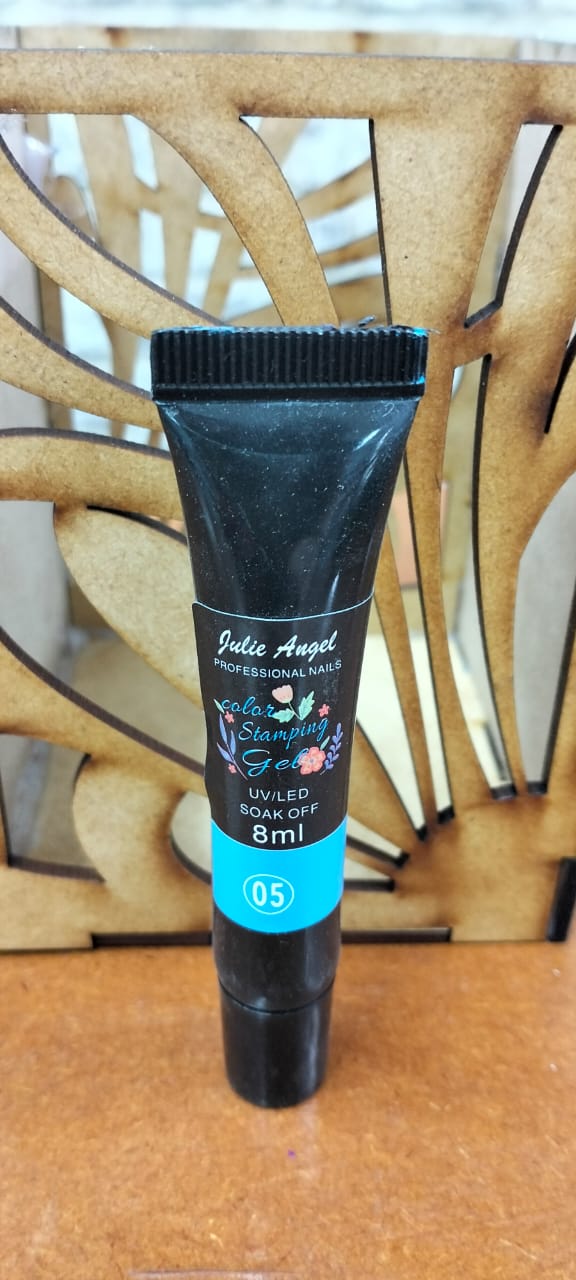 Julie Angel
PROFESSIONAL NAILS
color
Stamping
Gel
UV/LED
SOAK OFF
8ml
05